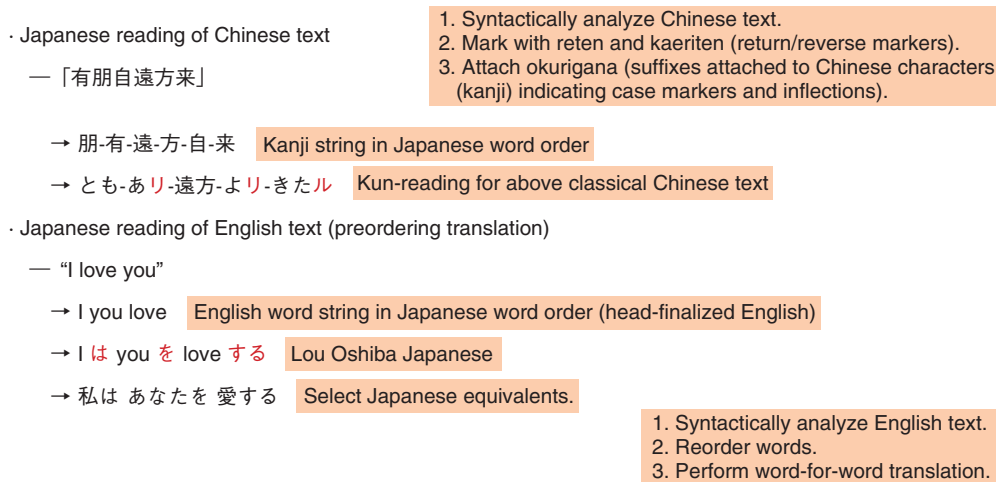 · Japanese reading of Chinese text
1. Syntactically analyze Chinese text.
2. Mark with reten and kaeriten (return/reverse markers).
3. Attach okurigana (suffixes attached to Chinese characters (kanji) indicating case markers and inflections).
—「有朋自遠方来」
→ 朋-有-遠-方-自-来 Kanji string in Japanese word order
→ とも-あリ-遠方-よリ-きたル Kun-reading for above classical Chinese text
· Japanese reading of English text (preordering translation)
— “I love you”
→ I you love English word string in Japanese word order (head-finalized English)
→ I は you を love する Lou Oshiba Japanese
→ 私は あなたを 愛する Select Japanese equivalents.
1. Syntactically analyze English text.
2. Reorder words.
3. Perform word-for-word translation.